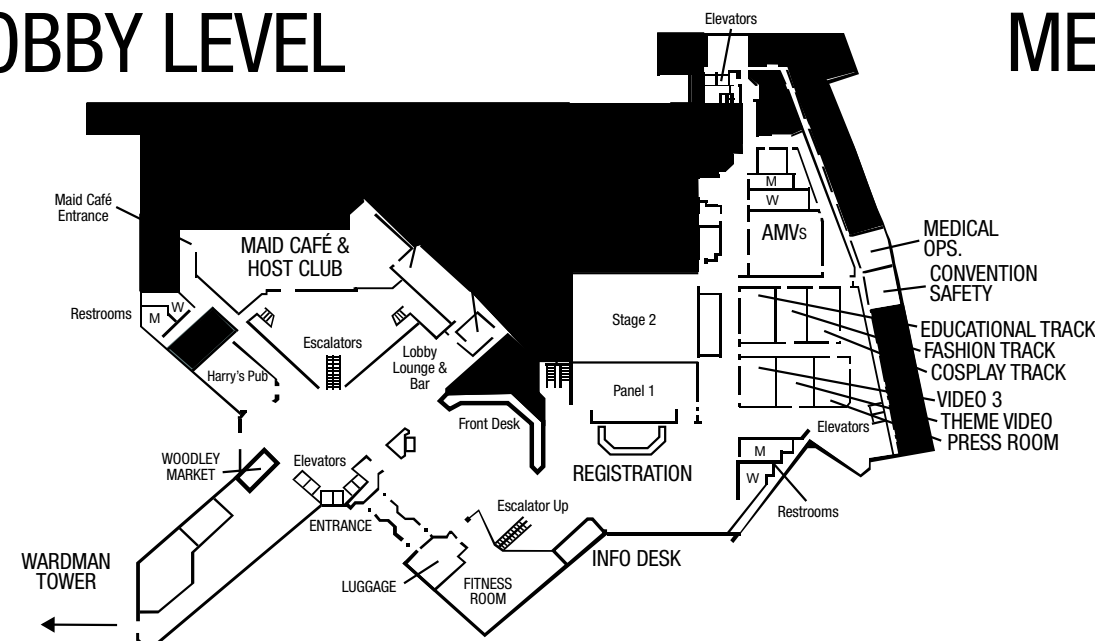 OBBY LEVEL
ME
Elevators
Maid Café
Entrance
MAID CAFÉ &
HOST CLUB
M
W
AMVs
MEDICAL
OPS.
CONVENTION
SAFETY
Restrooms
M
W
Harry's Pub
Escalators
Lobby
Lounge &
Bar
Stage 2
Panel 1
Front Desk
REGISTRATION
EDUCATIONAL TRACK
FASHION TRACK
COSPLAY TRACK
VIDEO 3
THEME VIDEO
PRESS ROOM
Elevators
M
W
Restrooms
WOODLEY
MARKET
Elevators
ENTRANCE
Escalator Up
INFO DESK
LUGGAGE
FITNESS
ROOM
WARDMAN
TOWER